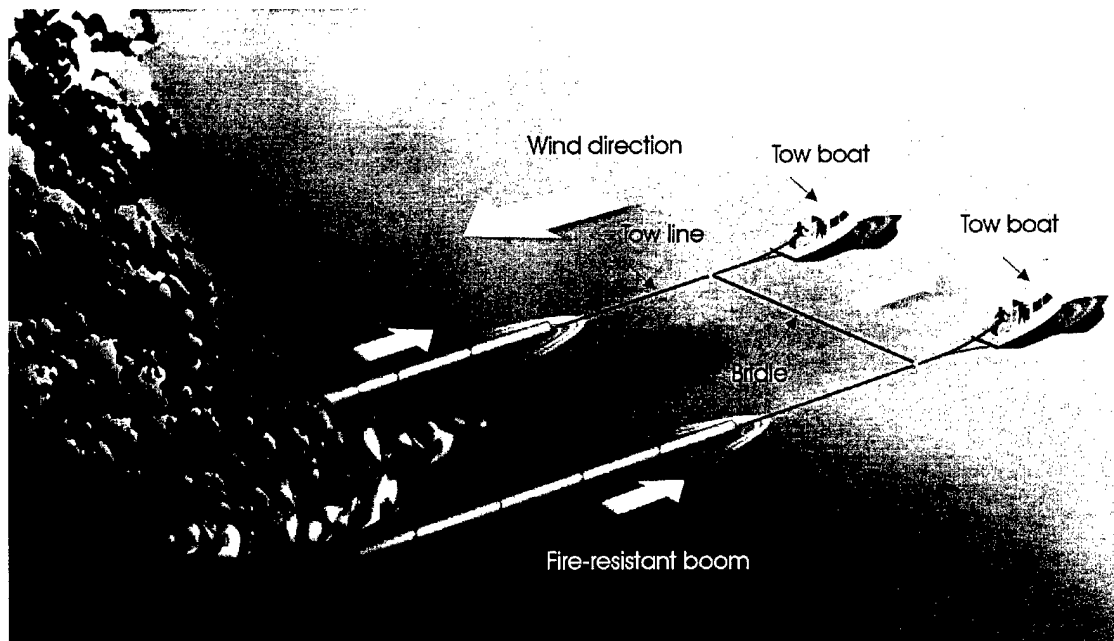 Wind direction
Tow boat
Tow boat
Tow line
Bridle
Fire-resistant boom